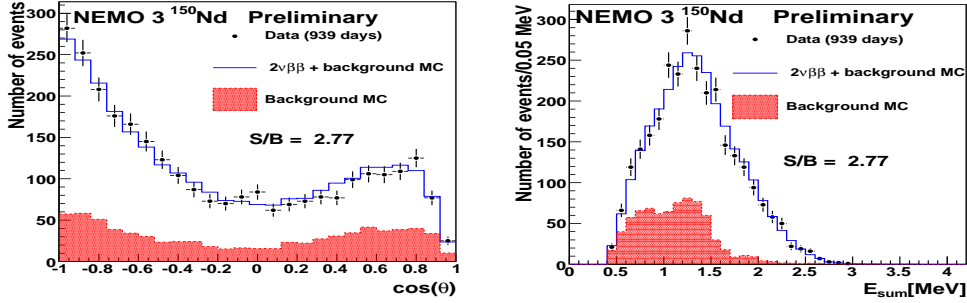 NEMO 3 ¹⁵⁰Nd Preliminary
Data (939 days)
2νββ + background MC
Background MC
S/B = 2.77
Number of events
300
250
200
150
100
50
0
-1 -0.8 -0.6 -0.4 -0.2 0 0.2 0.4 0.6 0.8 1
cos(θ)
NEMO 3 ¹⁵⁰Nd Preliminary
Data (939 days)
2νββ + background MC
Background MC
S/B = 2.77
Number of events/0.05 MeV
300
250
200
150
100
50
0
0 0.5 1 1.5 2 2.5 3 3.5 4
E_sum[MeV]